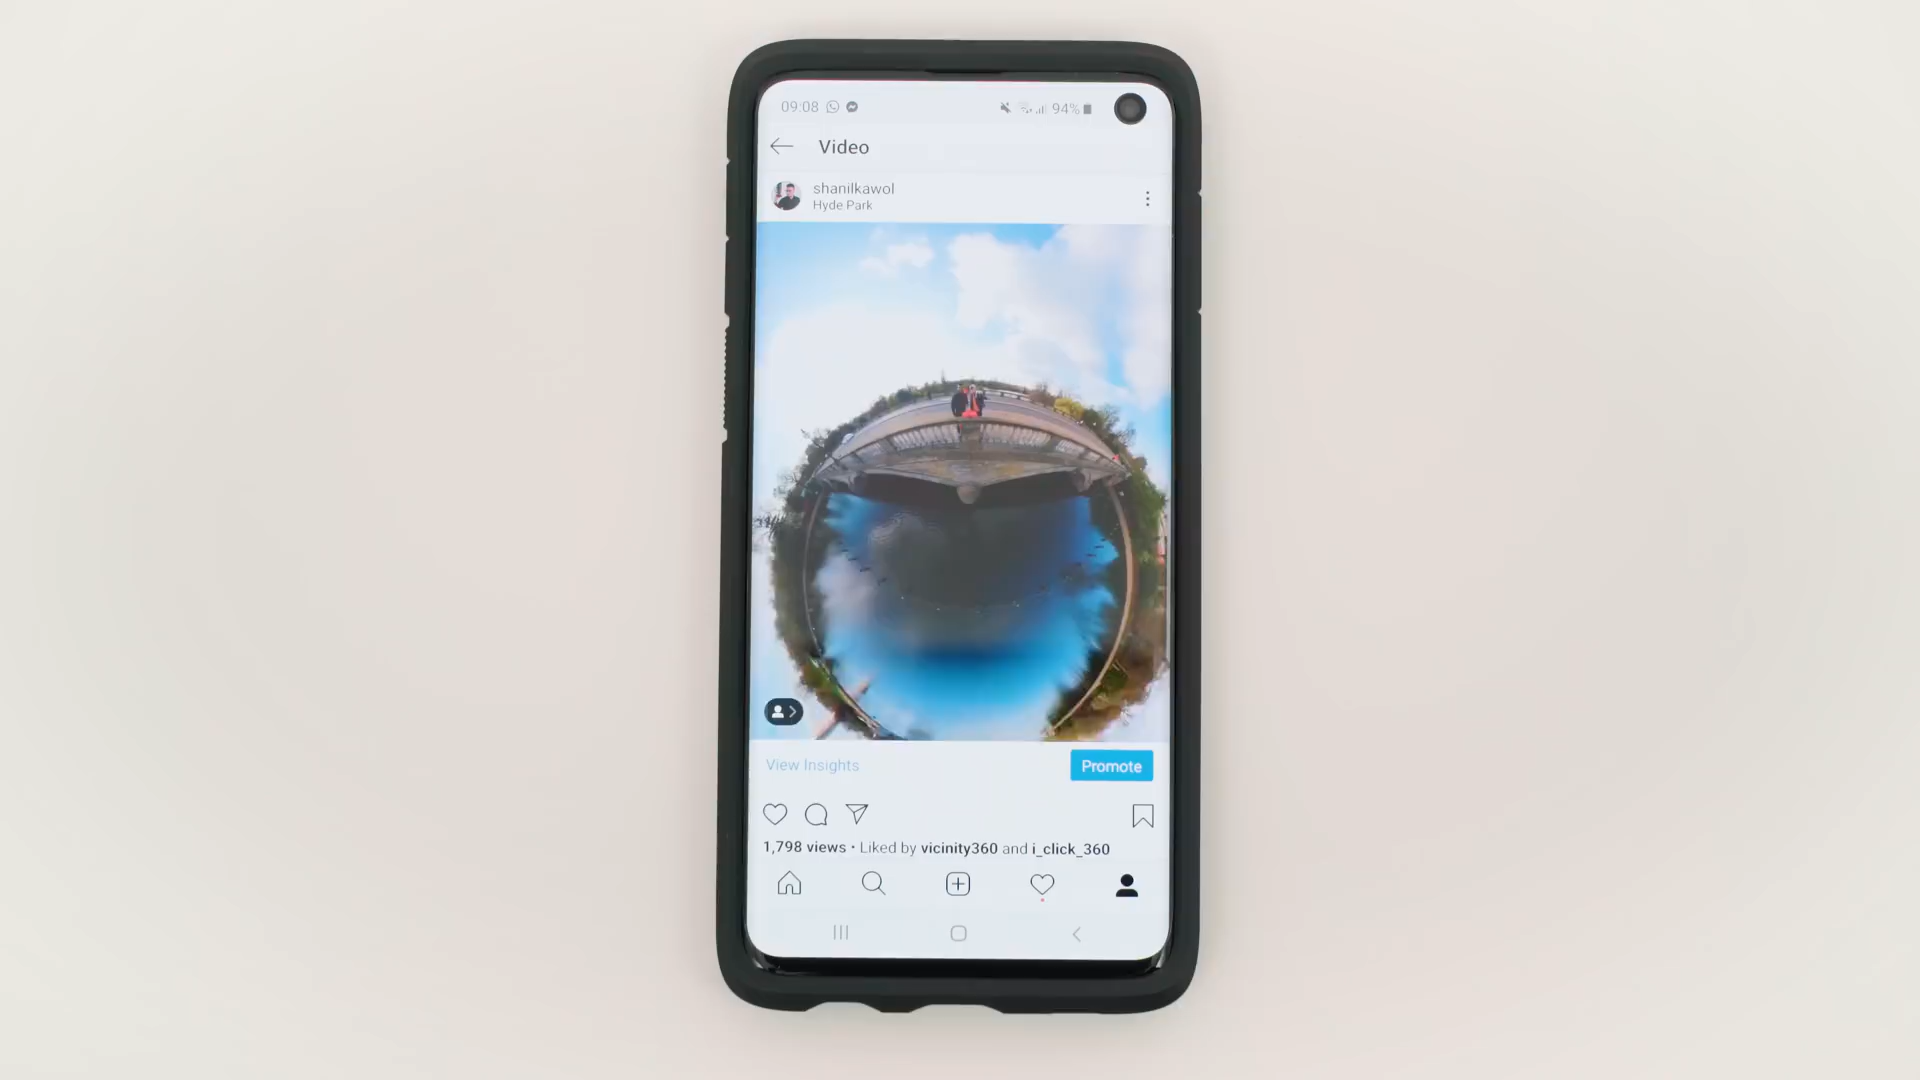 09:08 94%
Video
shanilkawol
Hyde Park
View Insights Promote
1,798 views • Liked by vicinity360 and i_click_360